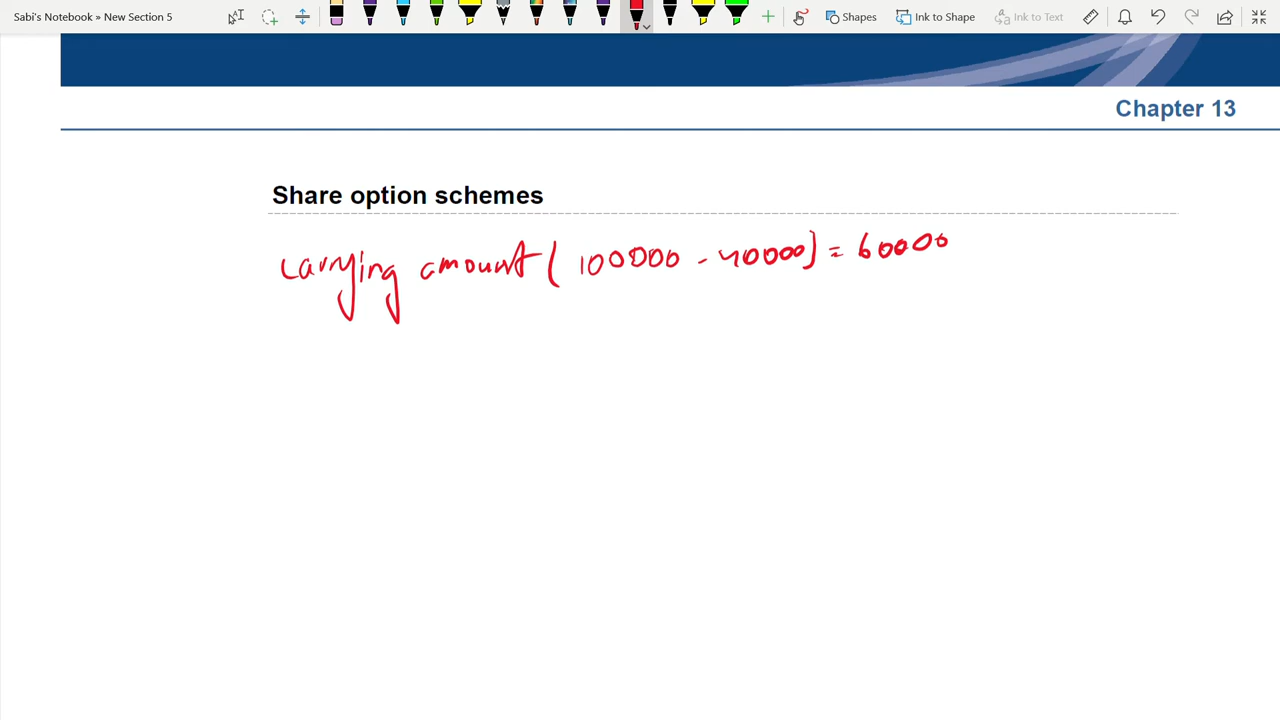 Sabi's Notebook » New Section 5
Shapes
Ink to Shape
Ink to Text
Chapter 13
Share option schemes
Carrying amount (100000 - 40000) = 60000